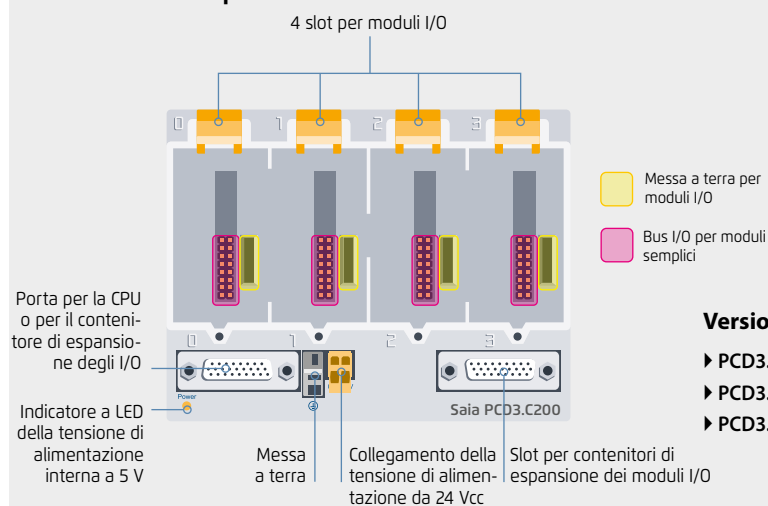 4 slot per moduli I/O
0 1 2 3
Messa a terra per
moduli I/O
Bus I/O per moduli
semplici
Porta per la CPU
o per il conteni-
tore di espansio-
ne degli I/O
0 1 2 3
Power
Saia PCD3.C200
Indicatore a LED
della tensione di
alimentazione
interna a 5 V
Messa
a terra
Collegamento della
tensione di alimen-
tazione da 24 Vcc
Slot per contenitori di
espansione dei moduli I/O
Versio
PCD3.
PCD3.
PCD3.